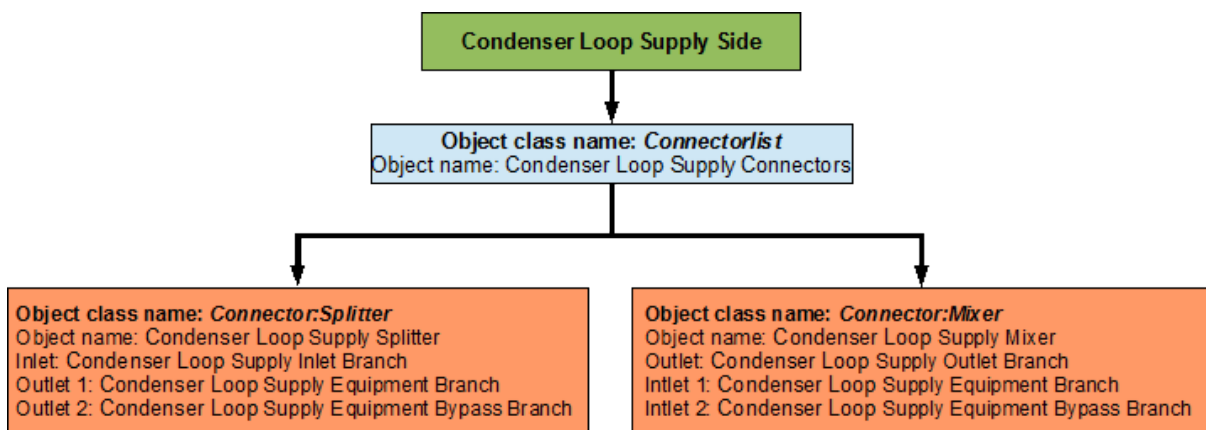 Condenser Loop Supply Side
Object class name: Connectorlist
Object name: Condenser Loop Supply Connectors
Object class name: Connector:Splitter
Object name: Condenser Loop Supply Splitter
Inlet: Condenser Loop Supply Inlet Branch
Outlet 1: Condenser Loop Supply Equipment Branch
Outlet 2: Condenser Loop Supply Equipment Bypass Branch
Object class name: Connector:Mixer
Object name: Condenser Loop Supply Mixer
Outlet: Condenser Loop Supply Outlet Branch
Intlet 1: Condenser Loop Supply Equipment Branch
Intlet 2: Condenser Loop Supply Equipment Bypass Branch